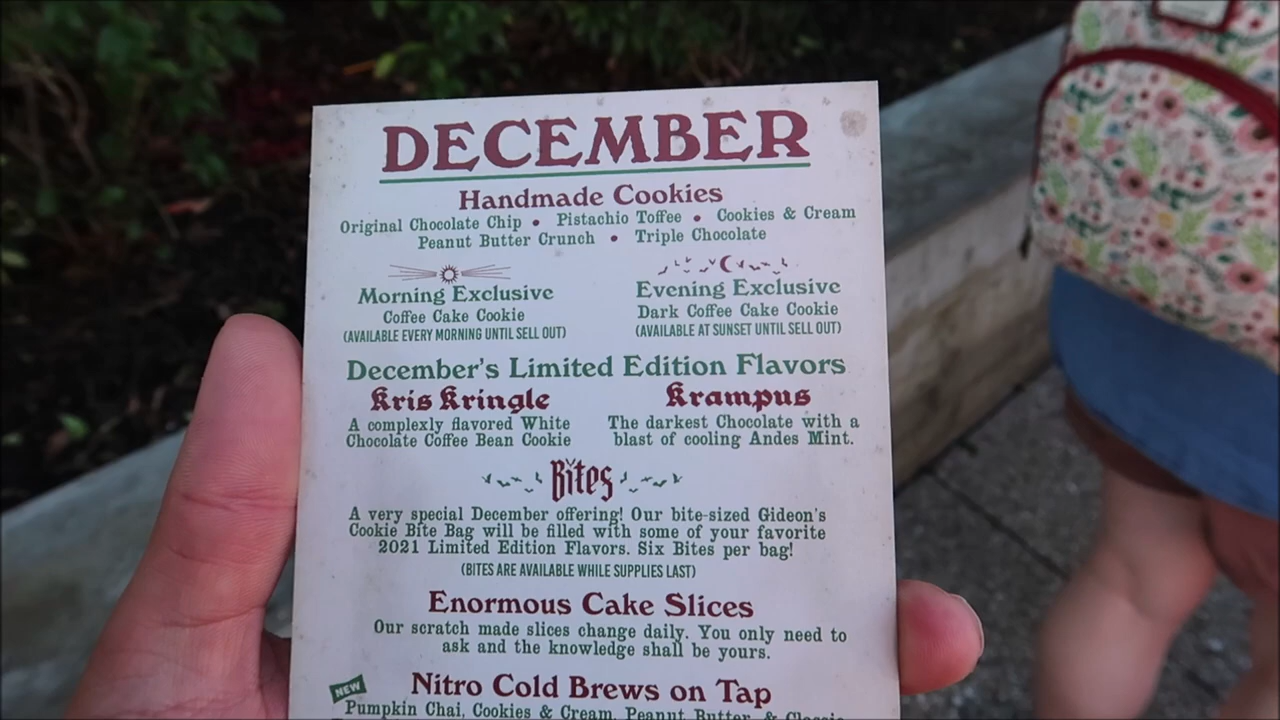 DECEMBER
Handmade Cookies
Original Chocolate Chip • Pistachio Toffee • Cookies & Cream
Peanut Butter Crunch • Triple Chocolate
Morning Exclusive
Coffee Cake Cookie
(AVAILABLE EVERY MORNING UNTIL SELL OUT)
Evening Exclusive
Dark Coffee Cake Cookie
(AVAILABLE AT SUNSET UNTIL SELL OUT)
December's Limited Edition Flavors
Kris Kringle
A complexly flavored White
Chocolate Coffee Bean Cookie
Krampus
The darkest Chocolate with a
blast of cooling Andes Mint.
Bites
A very special December offering! Our bite-sized Gideon's
Cookie Bite Bag will be filled with some of your favorite
2021 Limited Edition Flavors. Six Bites per bag!
(BITES ARE AVAILABLE WHILE SUPPLIES LAST)
Enormous Cake Slices
Our scratch made slices change daily. You only need to
ask and the knowledge shall be yours.
NEW
Nitro Cold Brews on Tap
Pumpkin Chai, Cookies & Cream, Peanut Butter, & Classic